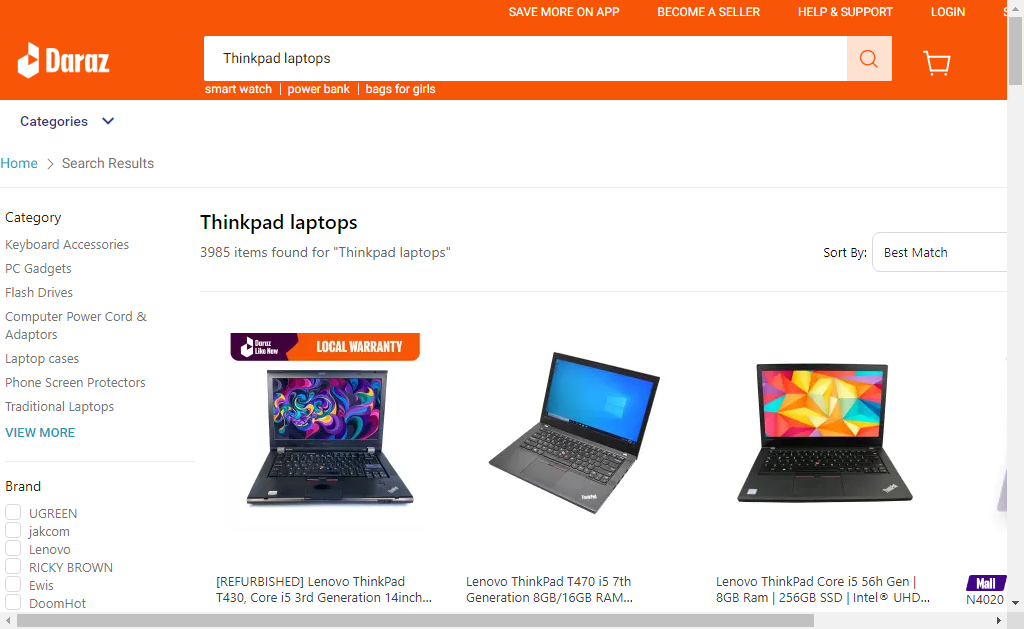 SAVE MORE ON APP BECOME A SELLER HELP & SUPPORT LOGIN
Daraz
Thinkpad laptops
smart watch | power bank | bags for girls
Categories
Home > Search Results
Category
Keyboard Accessories
PC Gadgets
Flash Drives
Computer Power Cord &
Adaptors
Laptop cases
Phone Screen Protectors
Traditional Laptops
VIEW MORE
Brand
UGREEN
jakcom
Lenovo
RICKY BROWN
Ewis
DoomHot
Thinkpad laptops
3985 items found for "Thinkpad laptops"
Sort By: Best Match
Daraz
Like New
LOCAL WARRANTY
[REFURBISHED] Lenovo ThinkPad
T430, Core i5 3rd Generation 14inch...
ThinkPad
Lenovo ThinkPad T470 i5 7th
Generation 8GB/16GB RAM...
Lenovo ThinkPad Core i5 56h Gen |
8GB Ram | 256GB SSD | Intel® UHD...
Mall
N4020